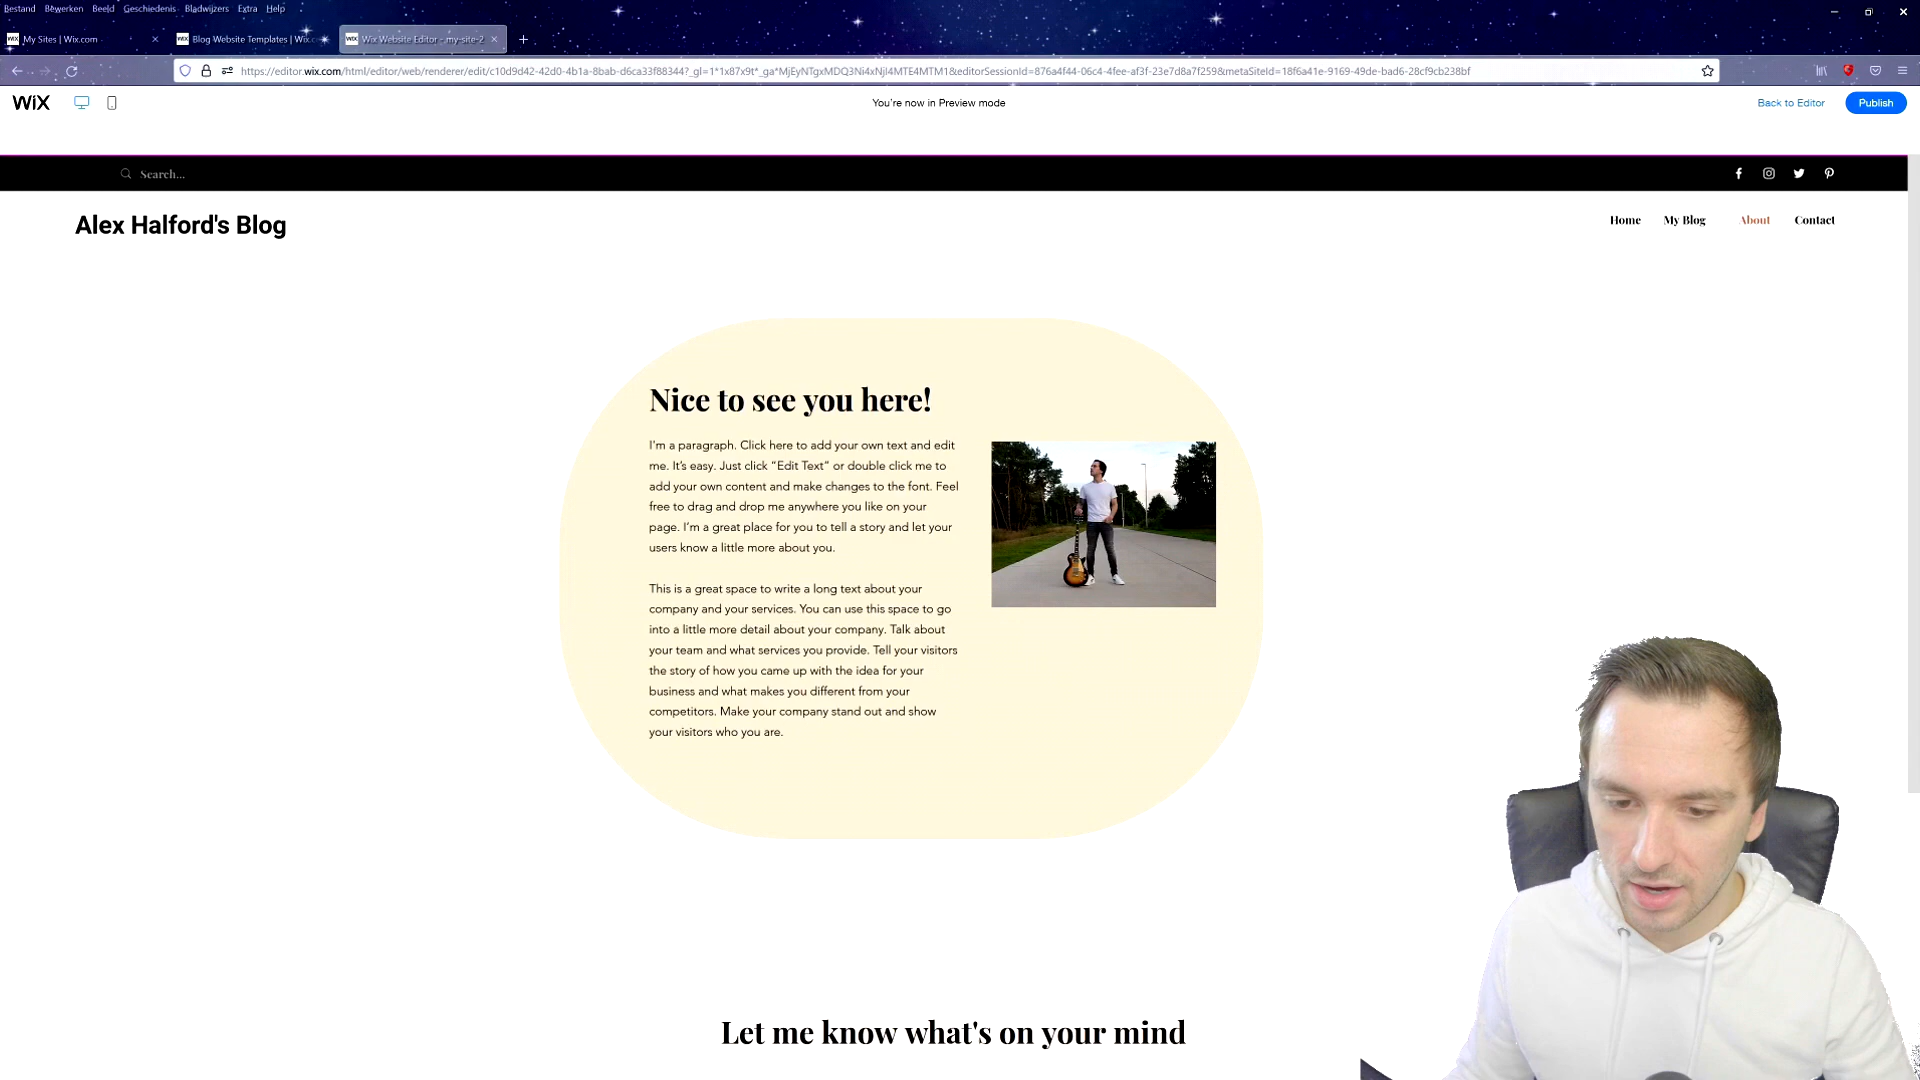 Bestand Bewerken Beeld Geschiedenis Bladwijzers Extra Help
My Sites | Wix.com
Blog Website Templates | Wix.c
Wix Website Editor - my-site-2
https://editor.wix.com/html/editor/web/renderer/edit/c10d9d42-42d0-4b1a-8bab-d6ca33f88344?_gl=1*1x87x9t*_ga*MjEyNTgxMDQ3Ni4xNjI4MTE4MTM1&editorSessionId=876a4f44-06c4-4fee-af3f-23e7d8a7f259&metaSiteId=18f6a41e-9169-49de-bad6-28cf9cb238bf
WiX
You're now in Preview mode
Back to Editor
Publish
Search...
Alex Halford's Blog
Home My Blog About Contact
Nice to see you here!
I'm a paragraph. Click here to add your own text and edit
me. It's easy. Just click “Edit Text” or double click me to
add your own content and make changes to the font. Feel
free to drag and drop me anywhere you like on your
page. I'm a great place for you to tell a story and let your
users know a little more about you.
This is a great space to write a long text about your
company and your services. You can use this space to go
into a little more detail about your company. Talk about
your team and what services you provide. Tell your visitors
the story of how you came up with the idea for your
business and what makes you different from your
competitors. Make your company stand out and show
your visitors who you are.
Let me know what's on your mind